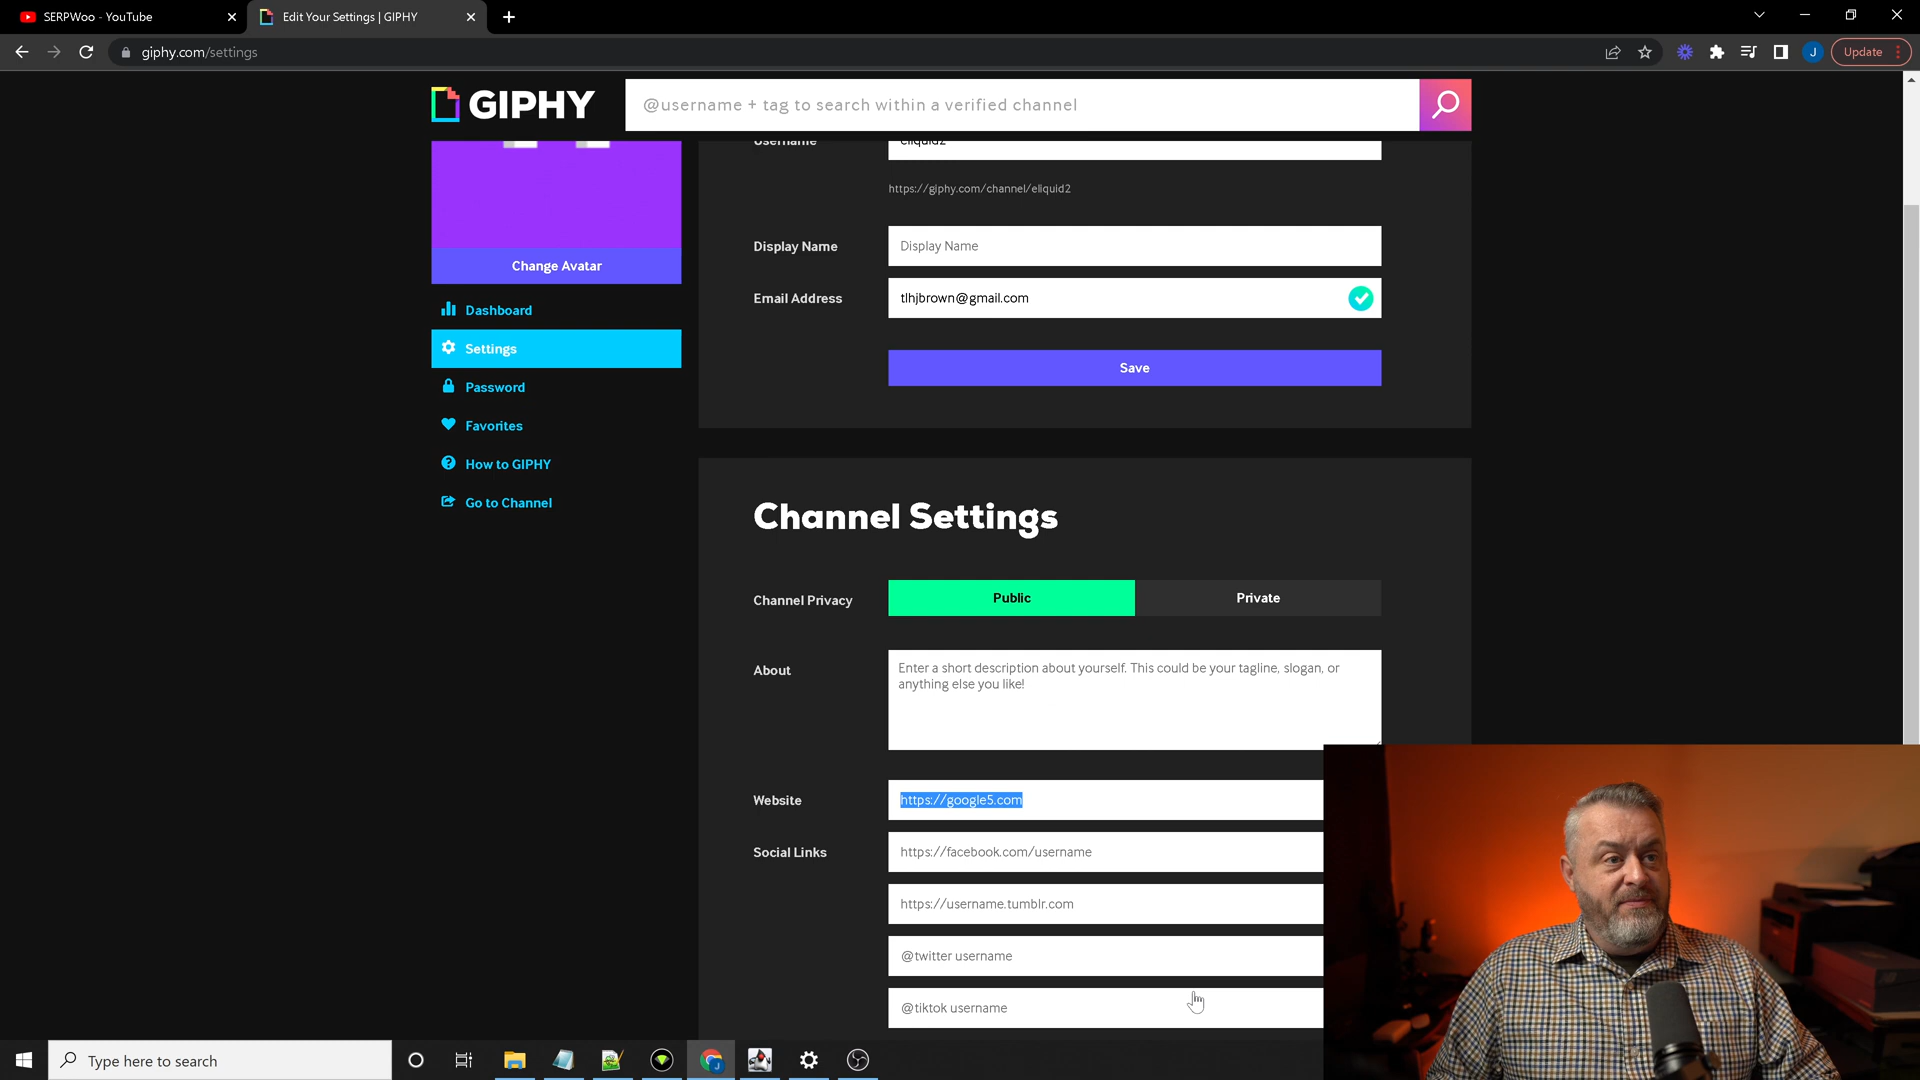 SERPWoo - YouTube
Edit Your Settings | GIPHY
giphy.com/settings
J
Update
GIPHY
@username + tag to search within a verified channel
Username
eliquid2
https://giphy.com/channel/eliquid2
Change Avatar
Display Name
Display Name
Email Address
tlhjbrown@gmail.com
Dashboard
Settings
Save
Password
Favorites
How to GIPHY
Go to Channel
Channel Settings
Channel Privacy
Public
Private
About
Enter a short description about yourself. This could be your tagline, slogan, or
anything else you like!
Website
https://google5.com
Social Links
https://facebook.com/username
https://username.tumblr.com
@twitter username
@tiktok username
Type here to search